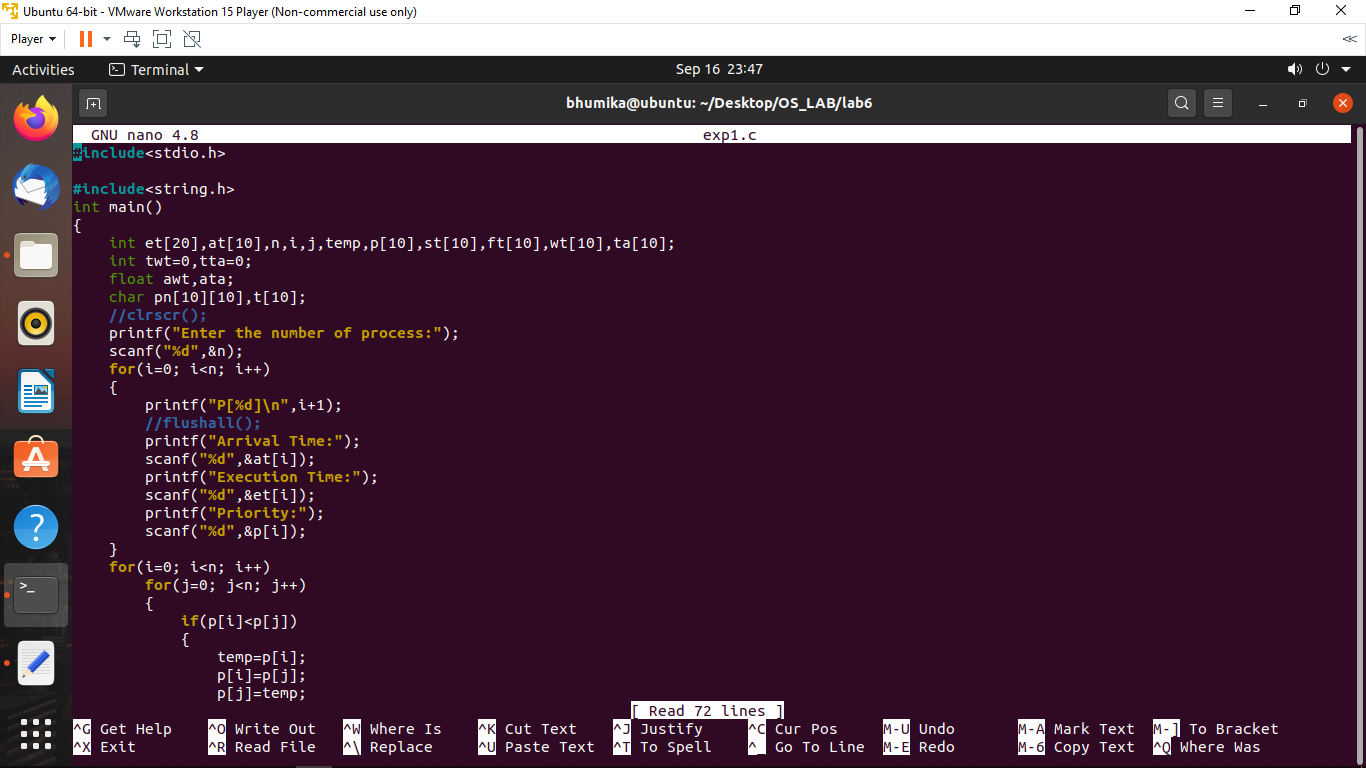 Ubuntu 64-bit - VMware Workstation 15 Player (Non-commercial use only)
Player
Activities Terminal Sep 16 23:47
bhumika@ubuntu: ~/Desktop/OS_LAB/lab6
GNU nano 4.8 exp1.c
#include<stdio.h>
#include<string.h>
int main()
{
    int et[20],at[10],n,i,j,temp,p[10],st[10],ft[10],wt[10],ta[10];
    int twt=0,tta=0;
    float awt,ata;
    char pn[10][10],t[10];
    //clrscr();
    printf("Enter the number of process:");
    scanf("%d",&n);
    for(i=0; i<n; i++)
    {
        printf("P[%d]\n",i+1);
        //flushall();
        printf("Arrival Time:");
        scanf("%d",&at[i]);
        printf("Execution Time:");
        scanf("%d",&et[i]);
        printf("Priority:");
        scanf("%d",&p[i]);
    }
    for(i=0; i<n; i++)
        for(j=0; j<n; j++)
        {
            if(p[i]<p[j])
            {
                temp=p[i];
                p[i]=p[j];
                p[j]=temp;
[ Read 72 lines ]
^G Get Help ^O Write Out ^W Where Is ^K Cut Text ^J Justify ^C Cur Pos M-U Undo M-A Mark Text M-] To Bracket
^X Exit ^R Read File ^\ Replace ^U Paste Text ^T To Spell ^_ Go To Line M-E Redo M-6 Copy Text ^Q Where Was